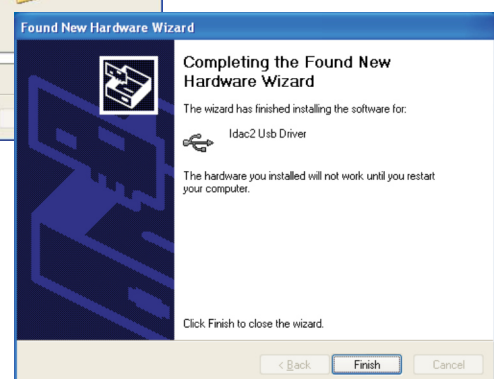 Found New Hardware Wizard
Completing the Found New
Hardware Wizard
The wizard has finished installing the software for:
Idac2 Usb Driver
The hardware you installed will not work until you restart
your computer.
Click Finish to close the wizard.
< Back
Finish
Cancel